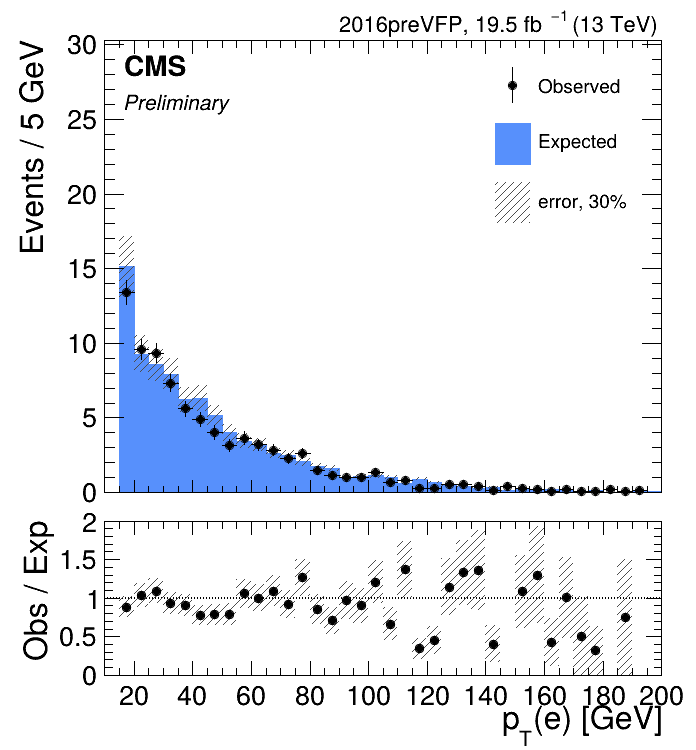 2016preVFP, 19.5 fb⁻¹ (13 TeV)
Events / 5 GeV
30
25
20
15
10
5
0
CMS
Preliminary
Observed
Expected
error, 30%
Obs / Exp
2
1.5
1
0.5
0
20 40 60 80 100 120 140 160 180 200
p_T(e) [GeV]